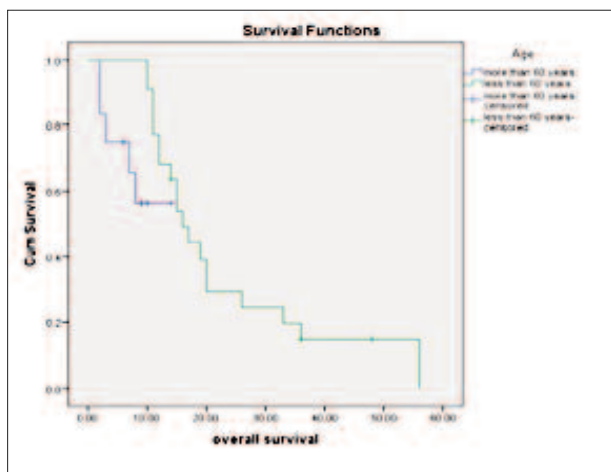 Survival Functions
Age
more than 60 years
less than 60 years
more than 60 years-
censored
less than 60 years-
censored
Cum Survival
1.0
0.8
0.6
0.4
0.2
0.0
0.00 10.00 20.00 30.00 40.00 50.00 60.00
overall survival